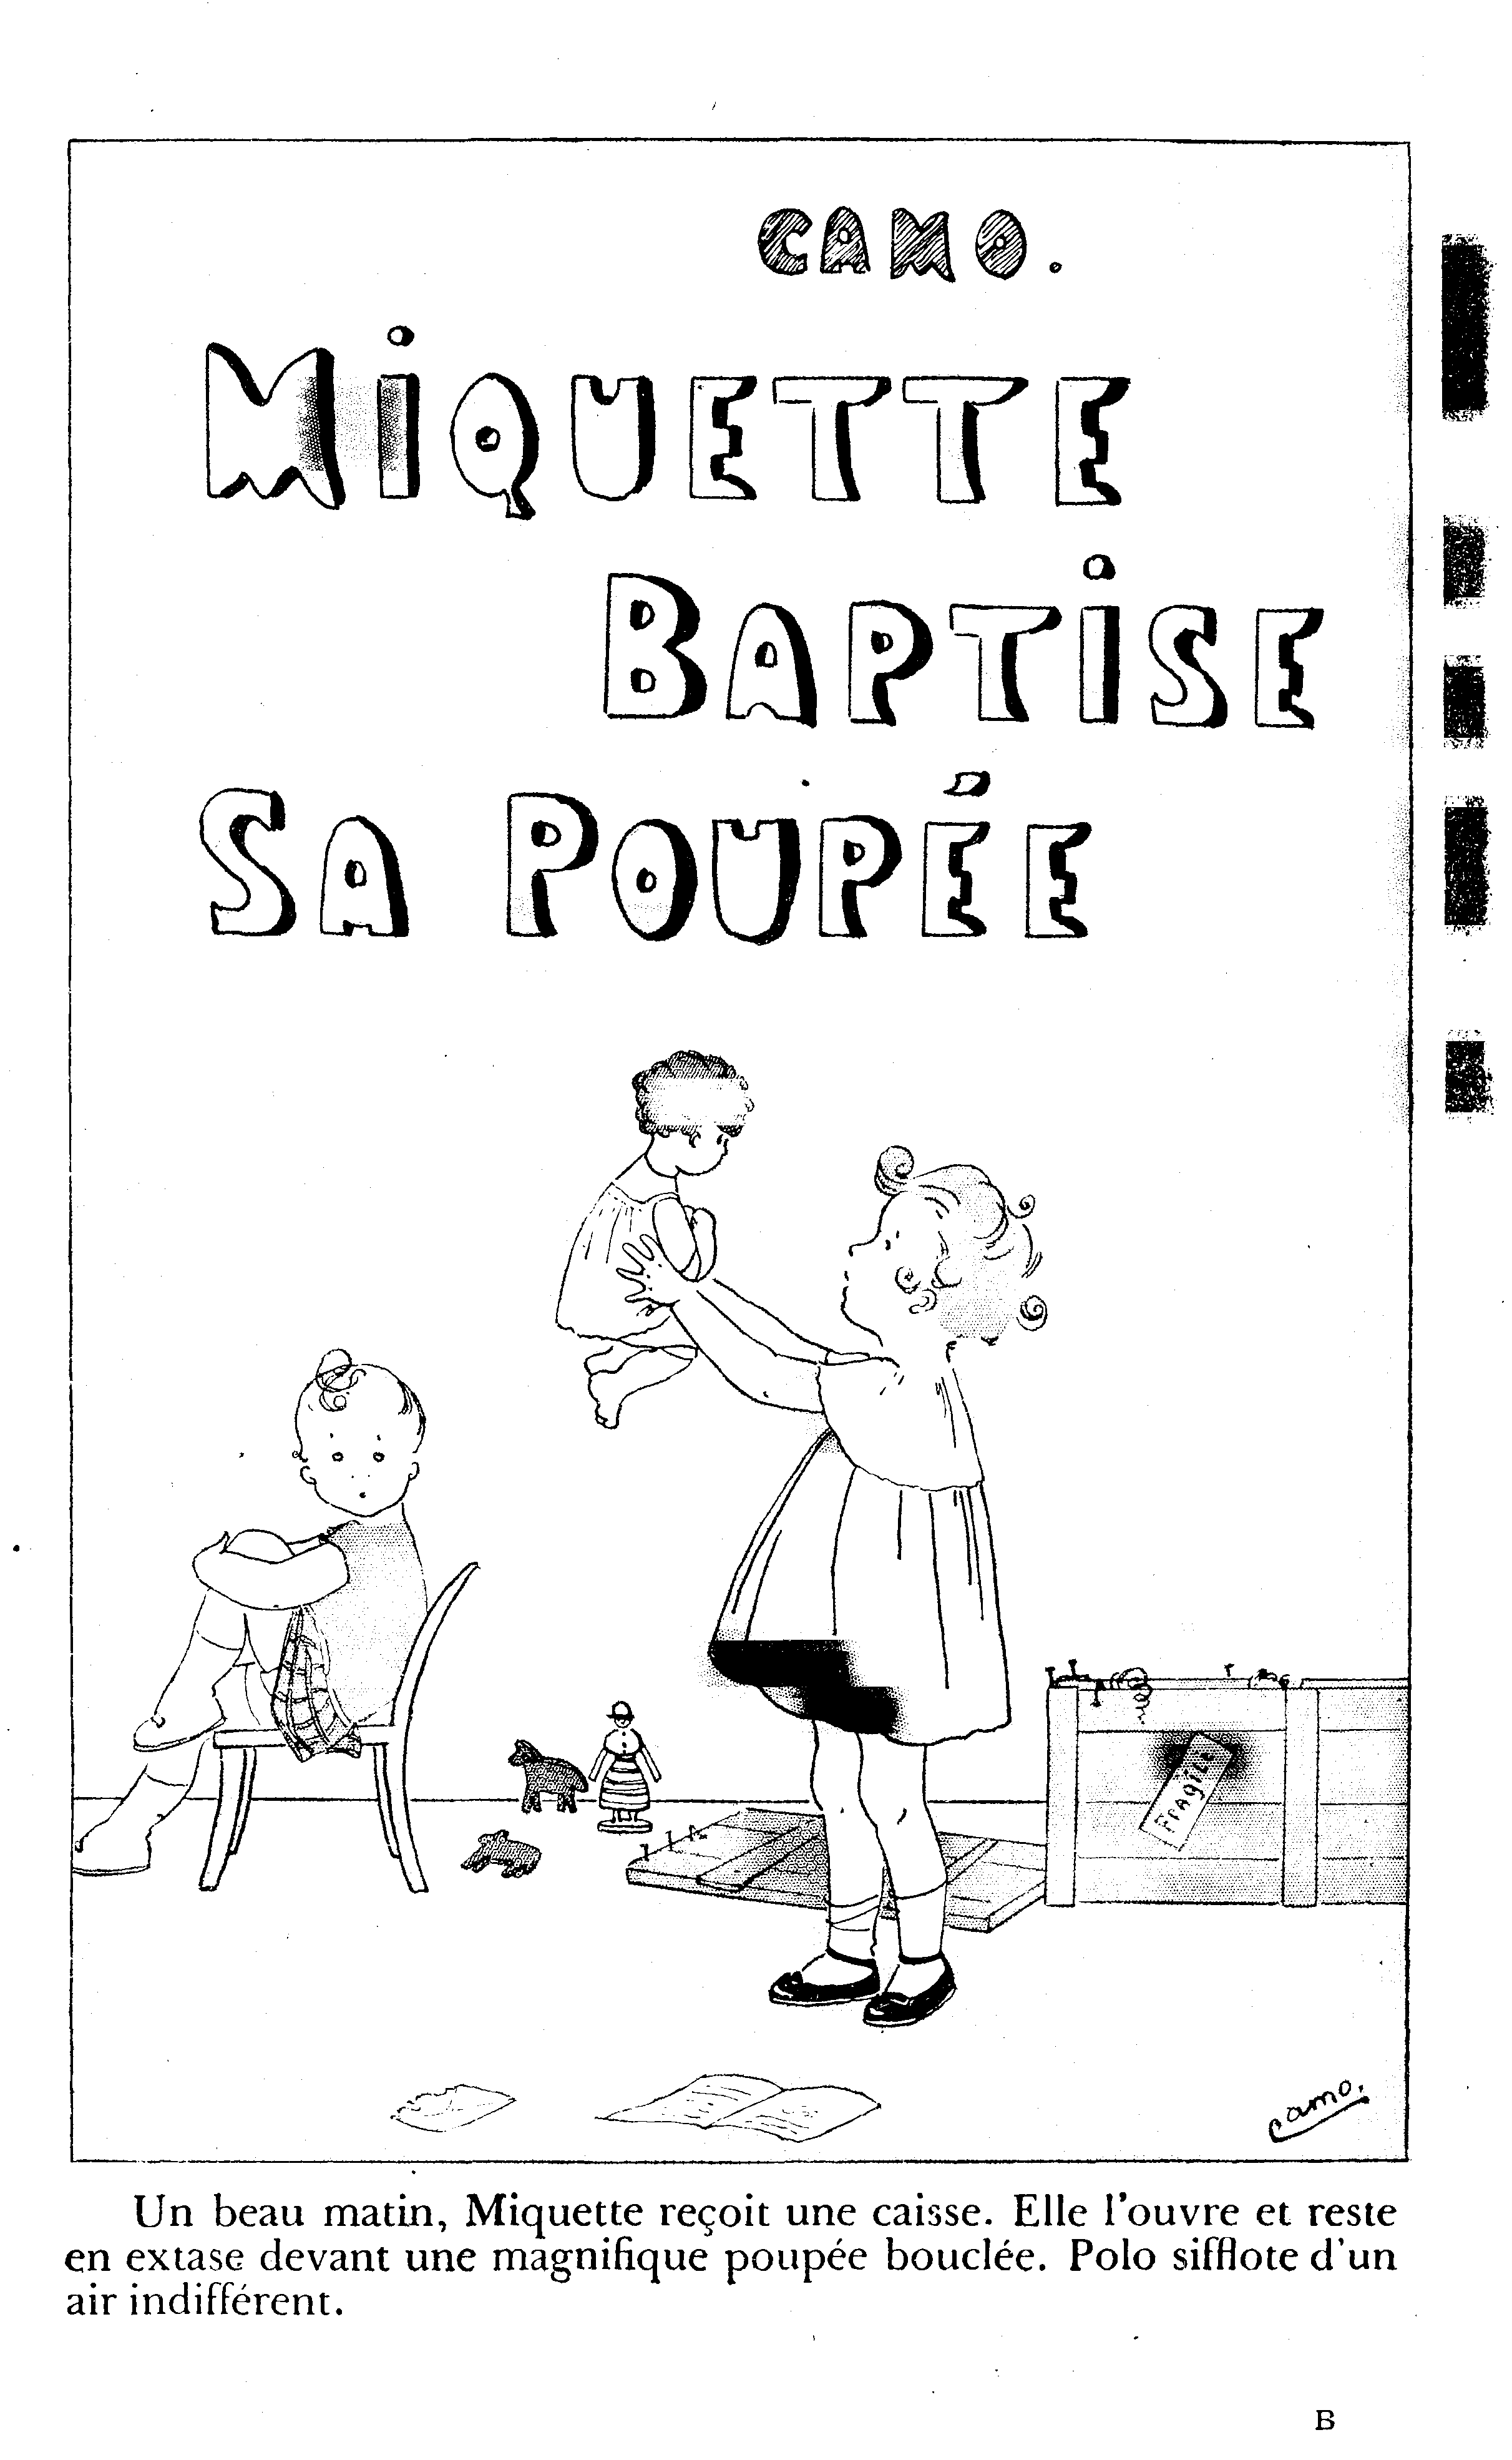 CAMO.
MiQUETTE
BAPTiSE
SA POUPÉE
Fragile
camo.
Un beau matin, Miquette reçoit une caisse. Elle l'ouvre et reste
en extase devant une magnifique poupée bouclée. Polo sifflote d'un
air indifférent.
B